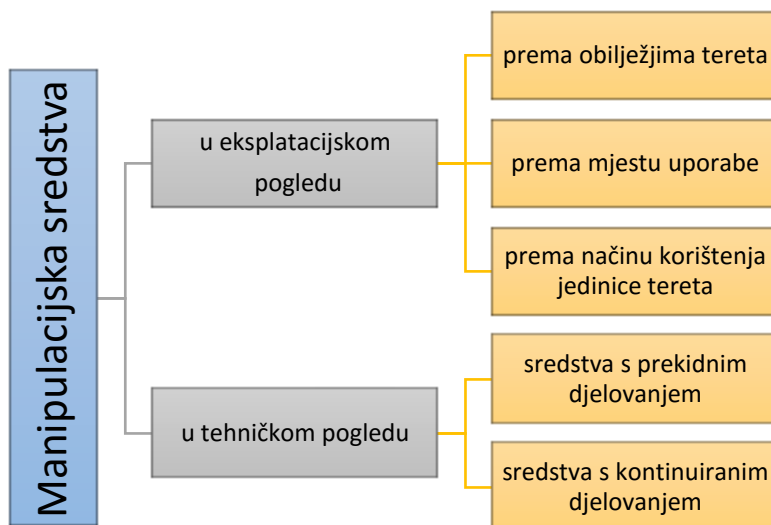 Manipulacijska sredstva
u eksplatacijskom
pogledu
prema obilježjima tereta
prema mjestu uporabe
prema načinu korištenja
jedinice tereta
u tehničkom pogledu
sredstva s prekidnim
djelovanjem
sredstva s kontinuiranim
djelovanjem